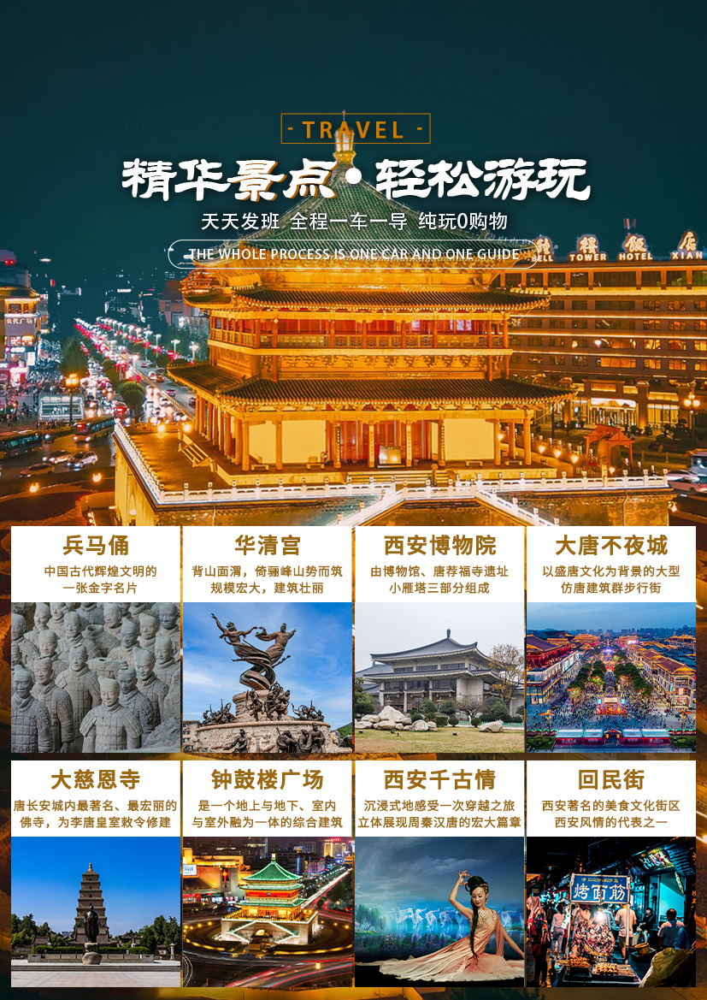 - TRAVEL -
精华景点·轻松游玩
天天发班 全程一车一导 纯玩0购物
THE WHOLE PROCESS IS ONE CAR AND ONE GUIDE
鐘 樓 飯 店
BELL TOWER HOTEL XIAN
兵马俑
中国古代辉煌文明的
一张金字名片
华清宫
背山面渭，倚骊峰山势而筑
规模宏大，建筑壮丽
西安博物院
由博物馆、唐荐福寺遗址
小雁塔三部分组成
大唐不夜城
以盛唐文化为背景的大型
仿唐建筑群步行街
大慈恩寺
唐长安城内最著名、最宏丽的
佛寺，为李唐皇室敕令修建
钟鼓楼广场
是一个地上与地下、室内
与室外融为一体的综合建筑
西安千古情
沉浸式地感受一次穿越之旅
立体展现周秦汉唐的宏大篇章
回民街
西安著名的美食文化街区
西安风情的代表之一
烤面筋